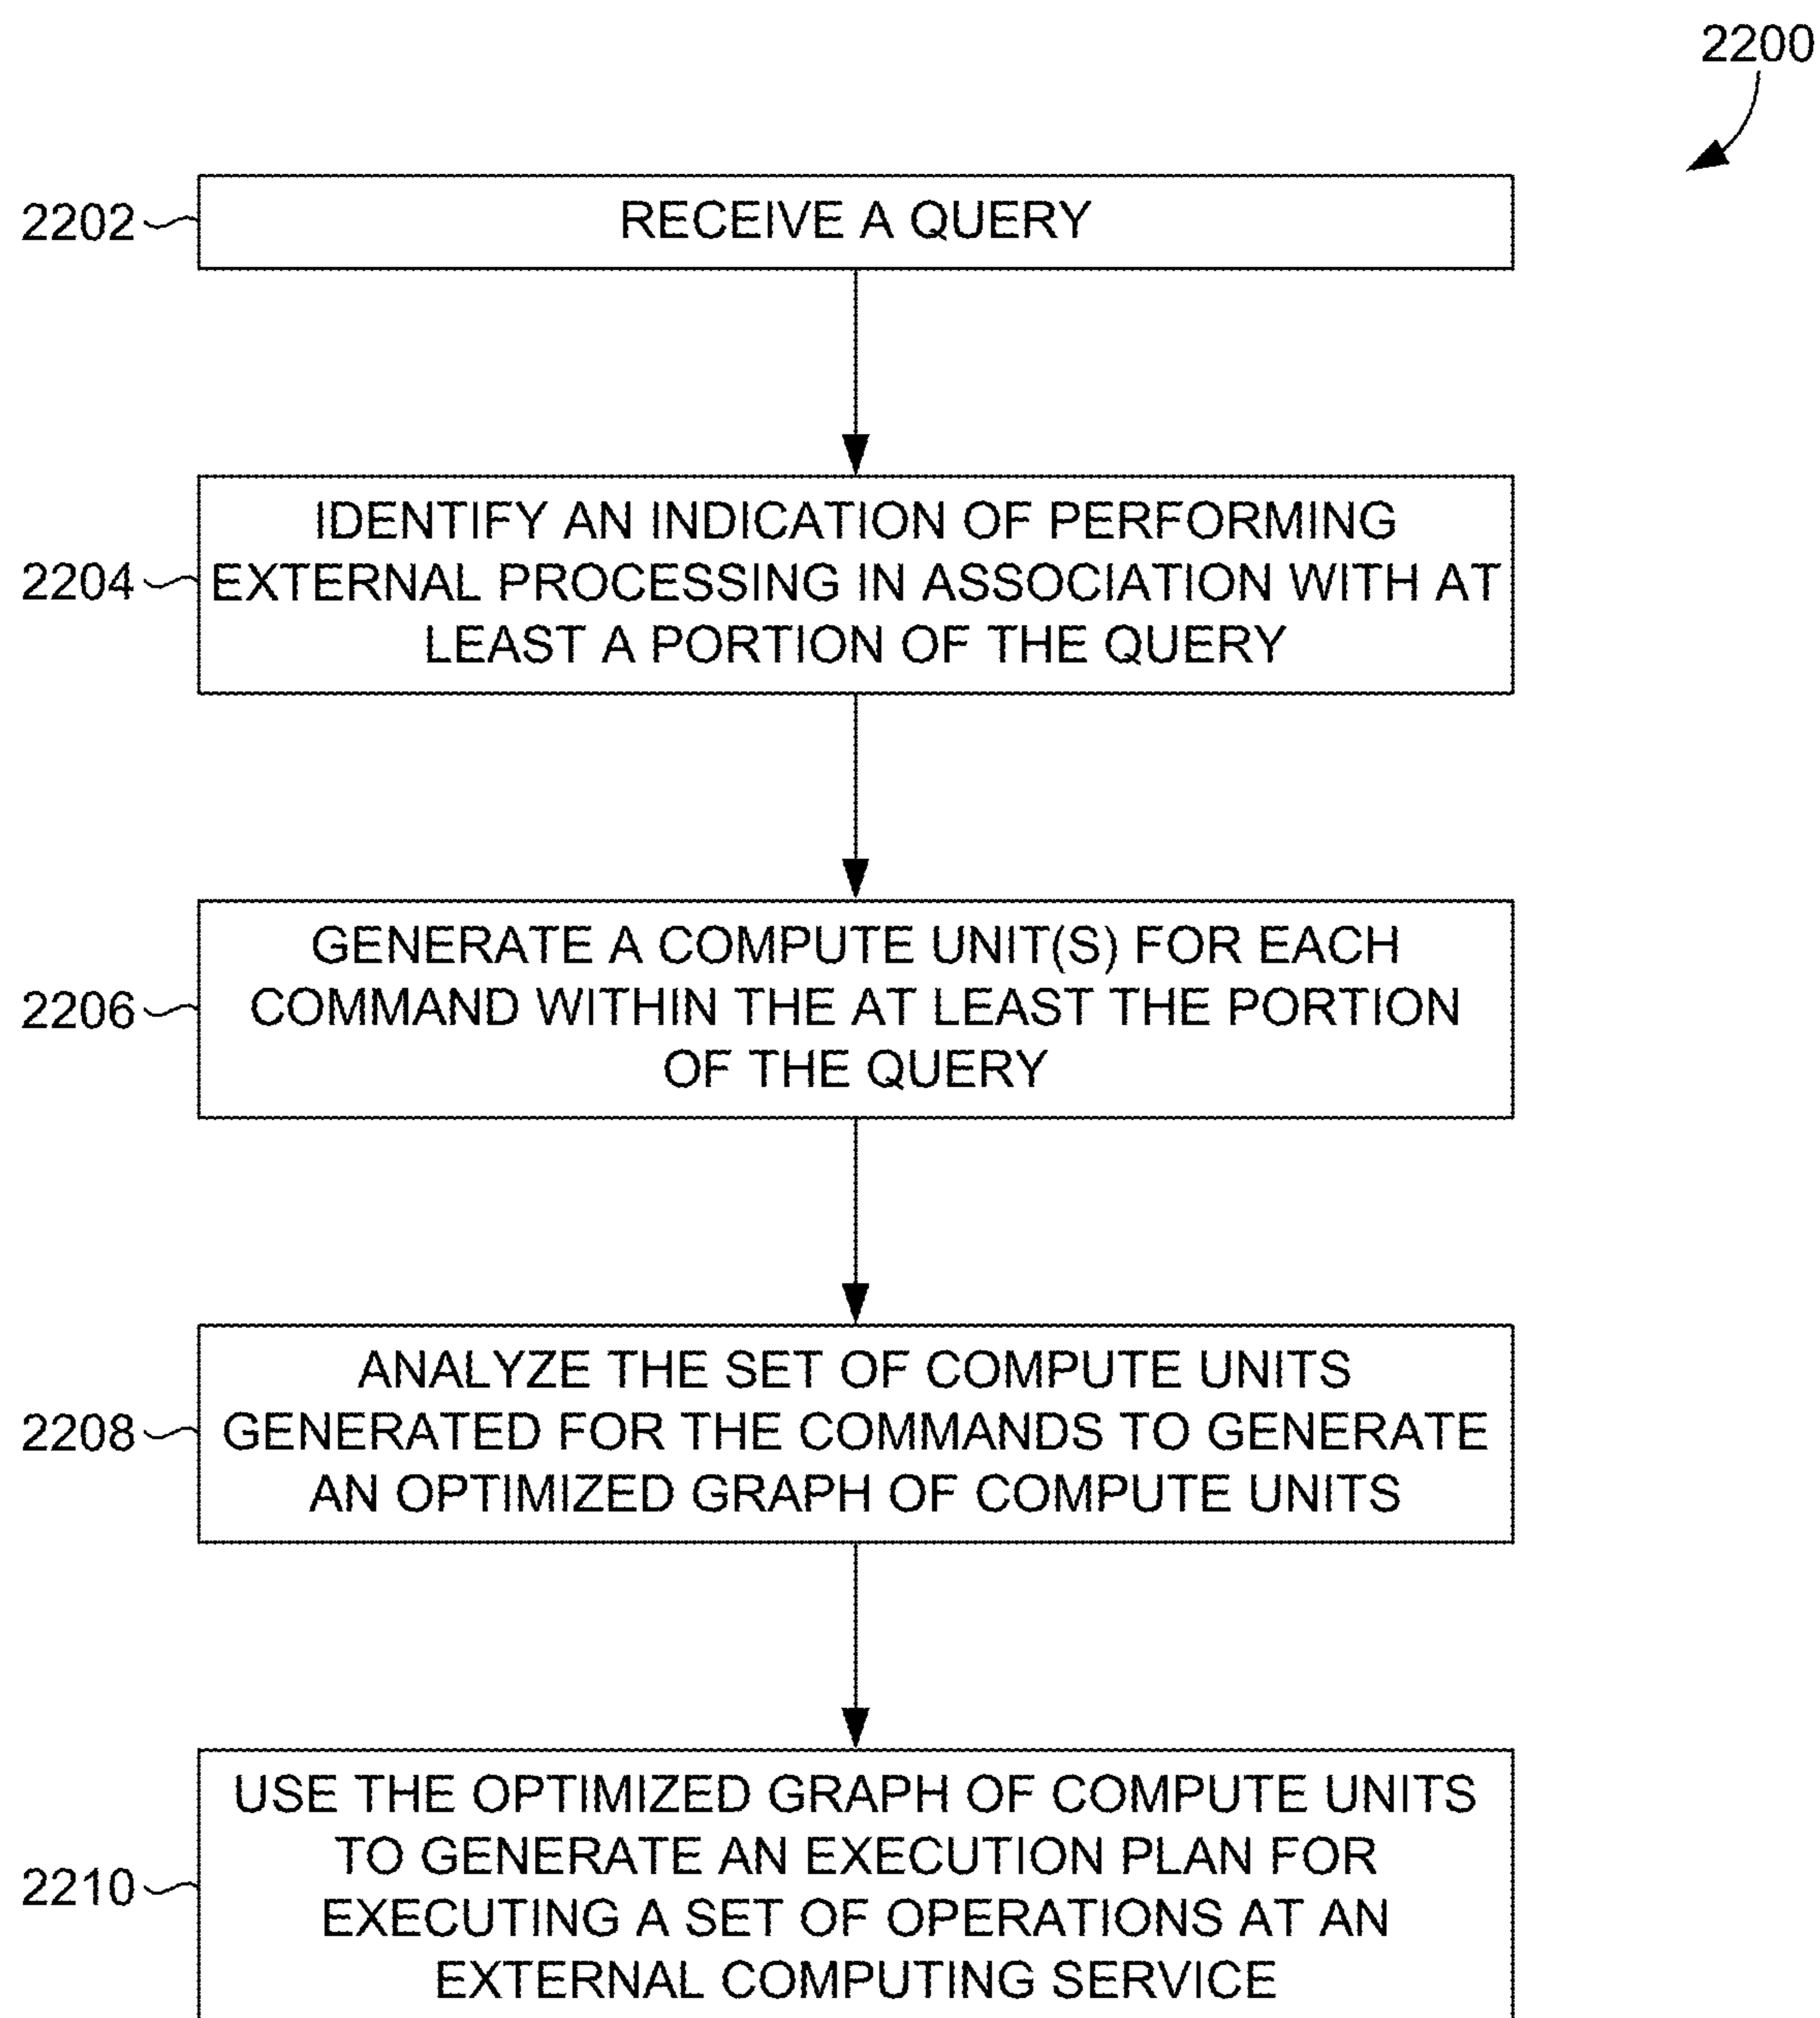 2200
2202
RECEIVE A QUERY
2204
IDENTIFY AN INDICATION OF PERFORMING
EXTERNAL PROCESSING IN ASSOCIATION WITH AT
LEAST A PORTION OF THE QUERY
2206
GENERATE A COMPUTE UNIT(S) FOR EACH
COMMAND WITHIN THE AT LEAST THE PORTION
OF THE QUERY
2208
ANALYZE THE SET OF COMPUTE UNITS
GENERATED FOR THE COMMANDS TO GENERATE
AN OPTIMIZED GRAPH OF COMPUTE UNITS
2210
USE THE OPTIMIZED GRAPH OF COMPUTE UNITS
TO GENERATE AN EXECUTION PLAN FOR
EXECUTING A SET OF OPERATIONS AT AN
EXTERNAL COMPUTING SERVICE